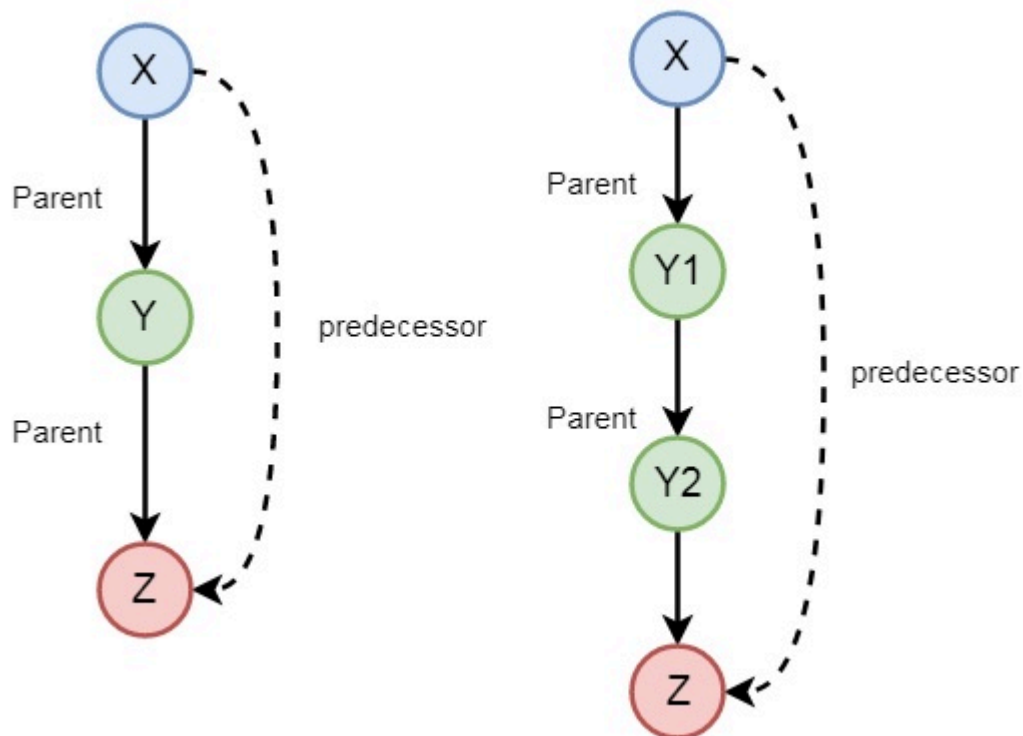 X
Parent
Y
predecessor
Parent
Z
X
Parent
Y1
predecessor
Parent
Y2
Z